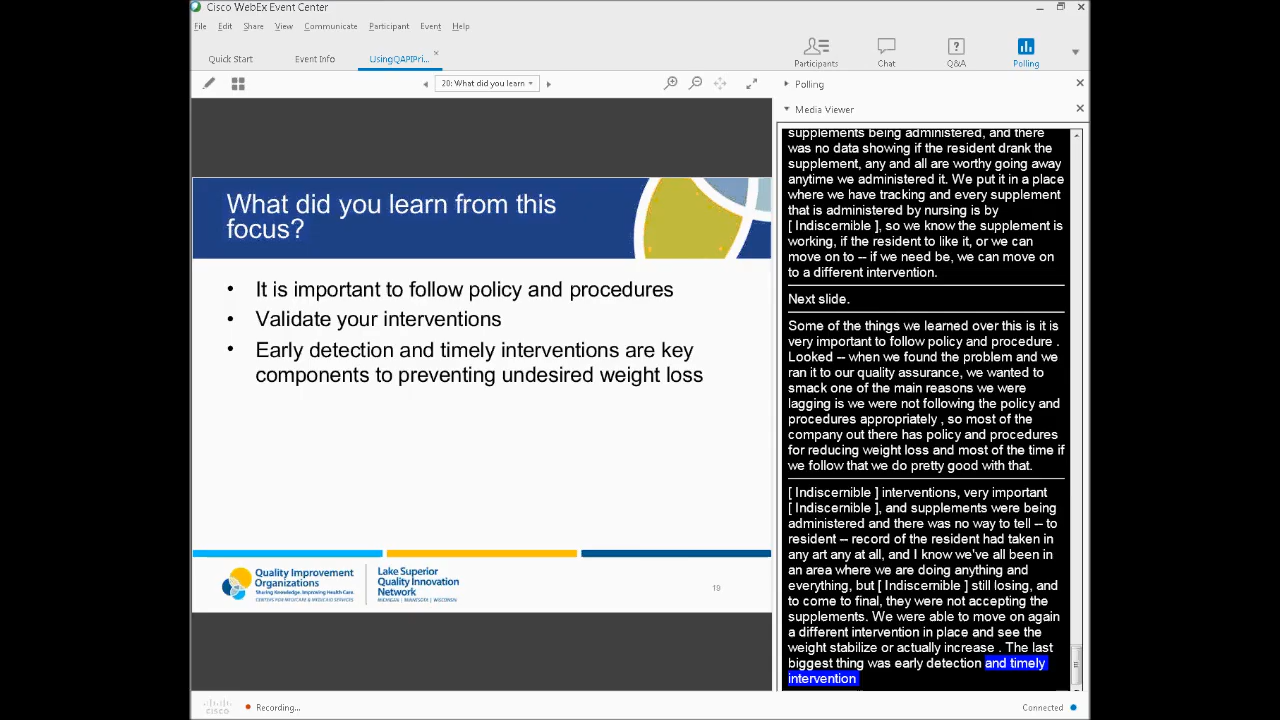 Cisco WebEx Event Center
File Edit Share View Communicate Participant Event Help
Quick Start Event Info UsingQAPIPri...
Participants Chat Q&A Polling
20: What did you learn
Polling
Media Viewer
What did you learn from this
focus?
• It is important to follow policy and procedures
• Validate your interventions
• Early detection and timely interventions are key
components to preventing undesired weight loss
Quality Improvement
Organizations
Sharing Knowledge. Improving Health Care.
CENTERS FOR MEDICARE & MEDICAID SERVICES
Lake Superior
Quality Innovation
Network
MICHIGAN | MINNESOTA | WISCONSIN
19
supplements being administered, and there
was no data showing if the resident drank the
supplement, any and all are worthy going away
anytime we administered it. We put it in a place
where we have tracking and every supplement
that is administered by nursing is by
[ Indiscernible ], so we know the supplement is
working, if the resident to like it, or we can
move on to -- if we need be, we can move on
to a different intervention.
Next slide.
Some of the things we learned over this is it is
very important to follow policy and procedure .
Looked -- when we found the problem and we
ran it to our quality assurance, we wanted to
smack one of the main reasons we were
lagging is we were not following the policy and
procedures appropriately , so most of the
company out there has policy and procedures
for reducing weight loss and most of the time if
we follow that we do pretty good with that.
[ Indiscernible ] interventions, very important
[ Indiscernible ], and supplements were being
administered and there was no way to tell -- to
resident -- record of the resident had taken in
any art any at all, and I know we've all been in
an area where we are doing anything and
everything, but [ Indiscernible ] still losing, and
to come to final, they were not accepting the
supplements. We were able to move on again
a different intervention in place and see the
weight stabilize or actually increase . The last
biggest thing was early detection and timely
intervention
cisco
Recording...
Connected